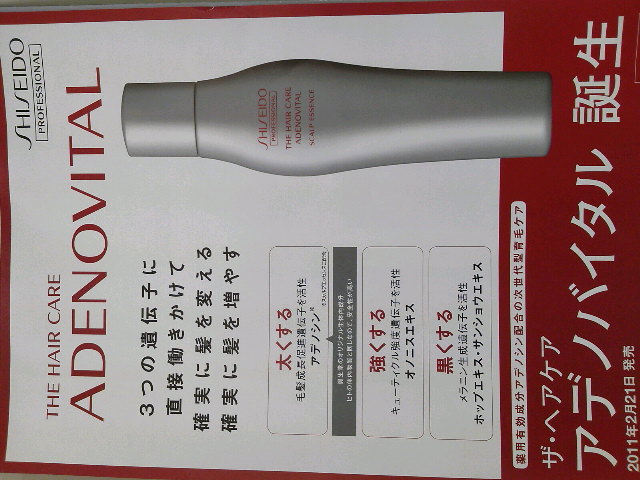 SHISEIDO
PROFESSIONAL
THE HAIR CARE
ADENOVITAL
SHISEIDO
PROFESSIONAL
THE HAIR CARE
ADENOVITAL
SCALP ESSENCE
3つの遺伝子に
直接働きかけて
確実に髪を変える
確実に髪を増やす
太くする
毛髪成長促進遺伝子を活性
アデノシン
強くする
キューティクル強度遺伝子を活性
オノニスエキス
黒くする
メラニン生成遺伝子を活性
ホップエキス・サンショウエキス
薬用有効成分アデノシン配合の次世代型育毛ケア
ザ・ヘアケア
アデノバイタル 誕生
2011年2月21日 発売